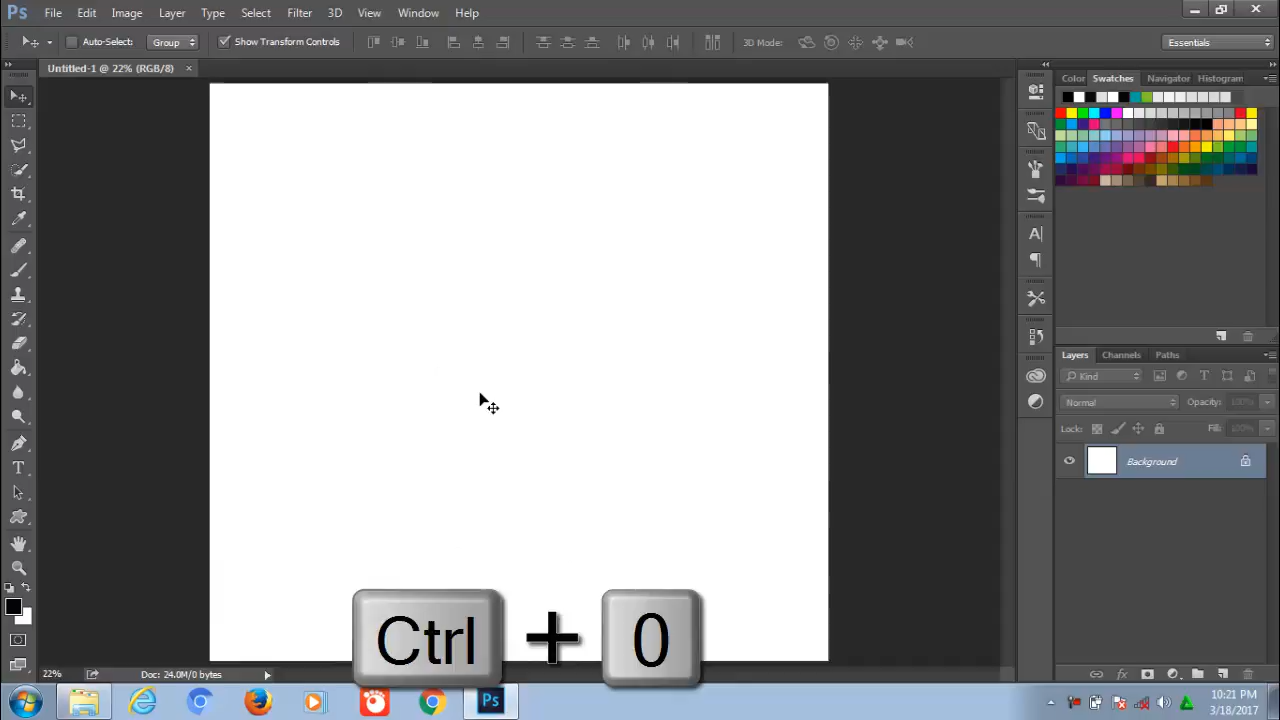 Ps File Edit Image Layer Type Select Filter 3D View Window Help
Auto-Select: Group Show Transform Controls 3D Mode: Essentials
Untitled-1 @ 22% (RGB/8) ×
Color Swatches Navigator Histogram
Layers Channels Paths
Kind
Normal Opacity: 100%
Lock: Fill: 100%
Background
Ctrl + 0
22% Doc: 24.0M/0 bytes
Ps
10:21 PM
3/18/2017